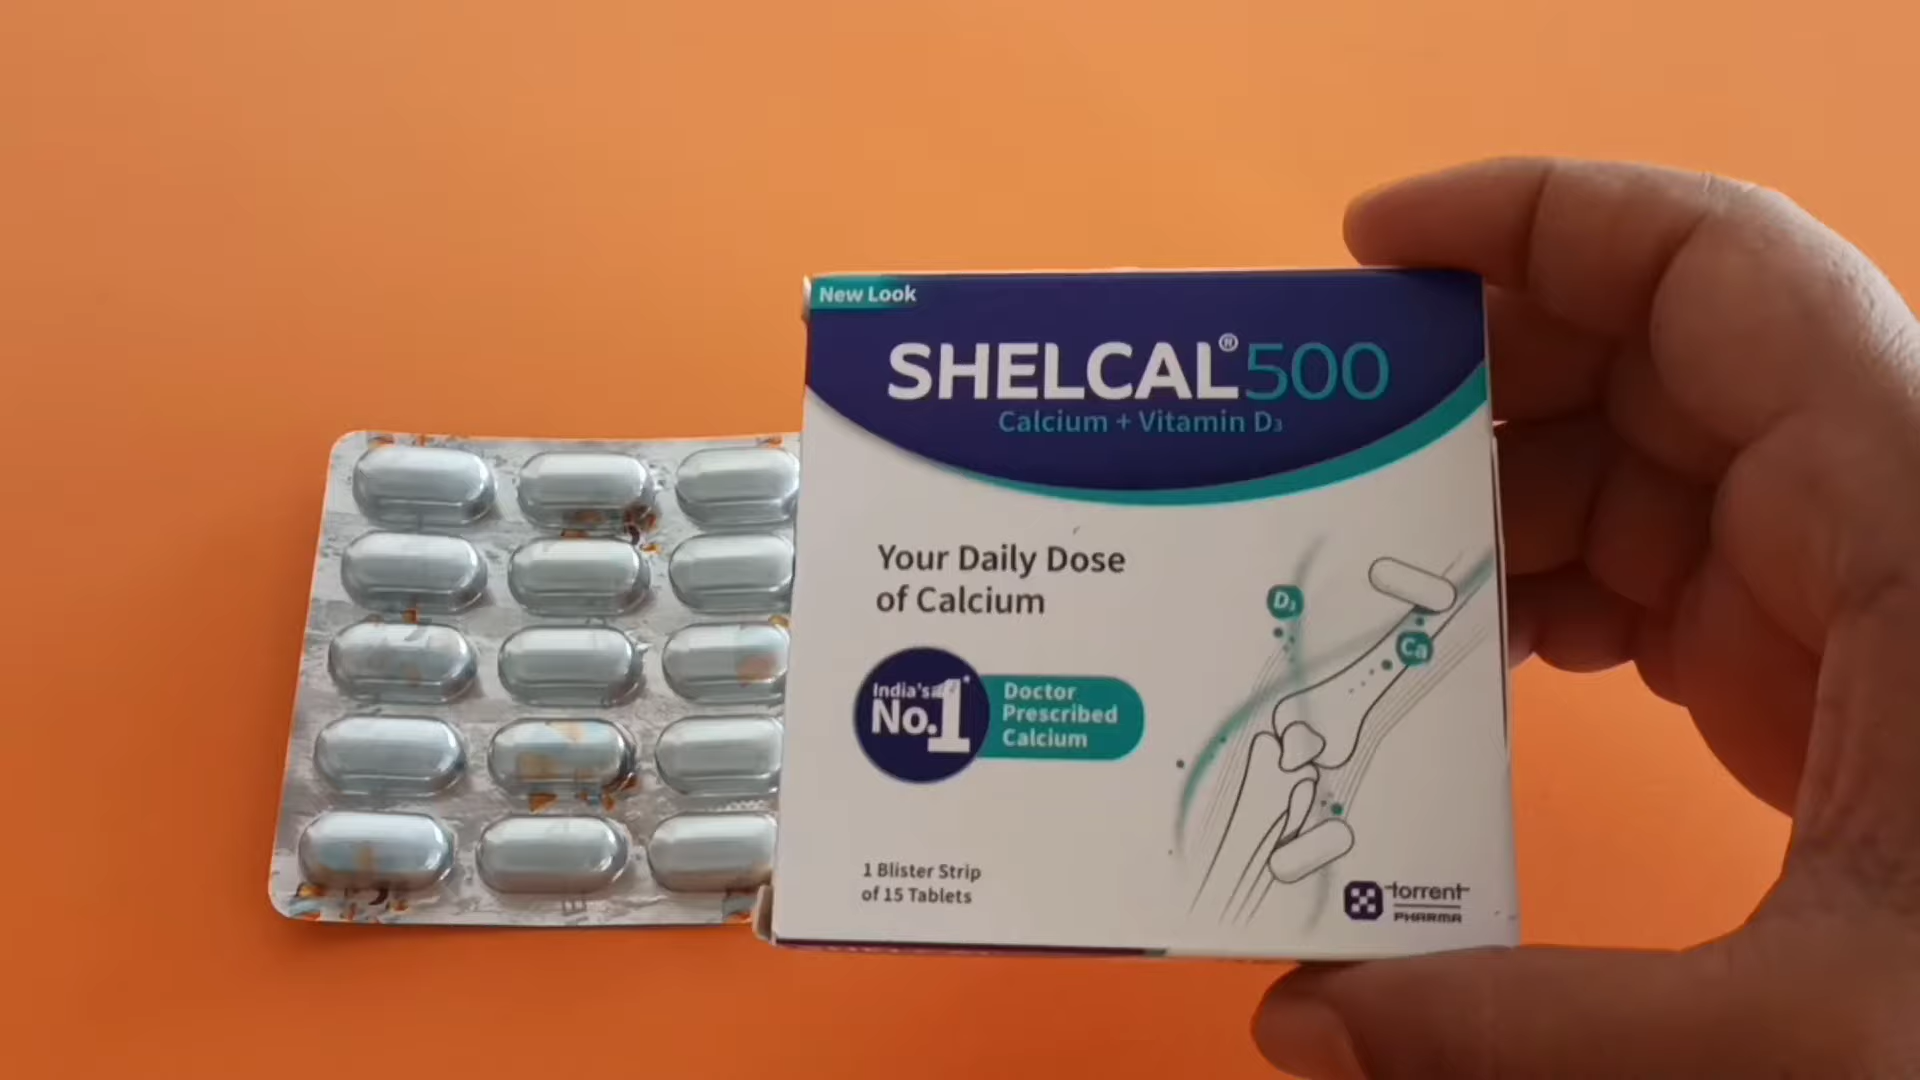 New Look
SHELCAL®500
Calcium + Vitamin D₃
Your Daily Dose
of Calcium
D₃
Ca
India's
No.1*
Doctor
Prescribed
Calcium
1 Blister Strip
of 15 Tablets
torrent
PHARMA